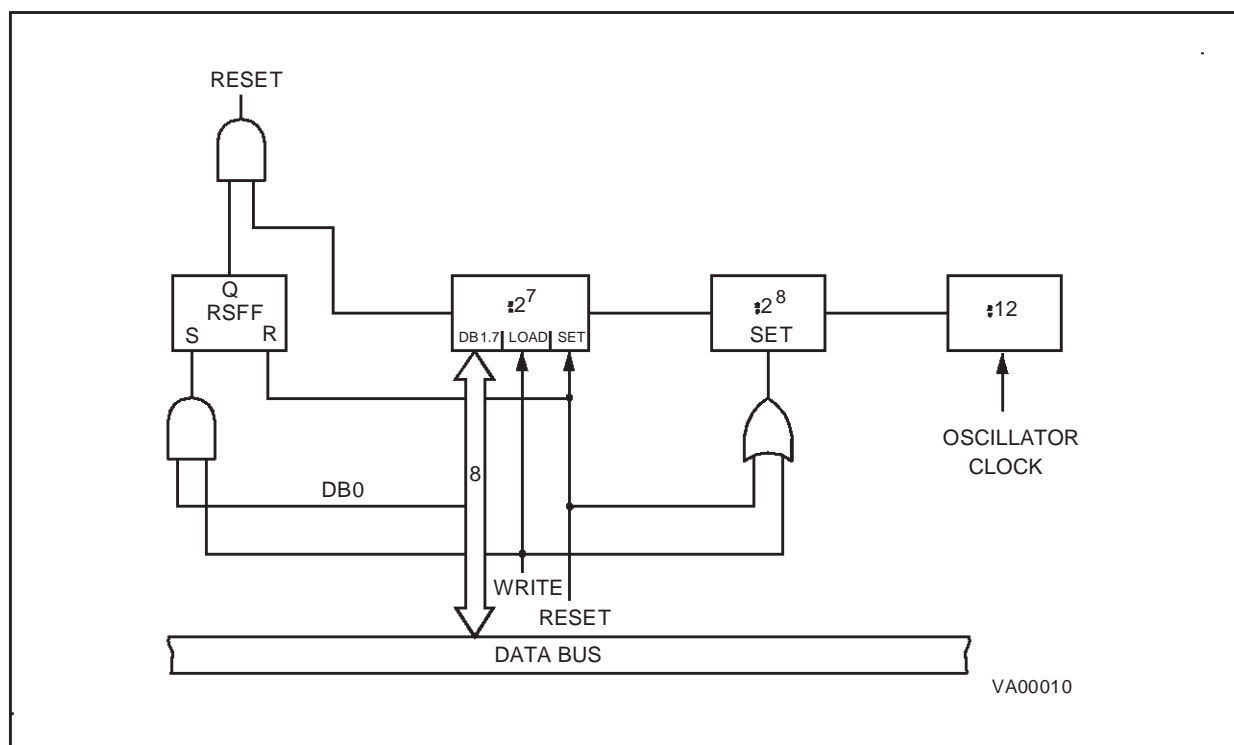 RESET
Q
RSFF
S R
:2⁷
DB1.7 LOAD SET
:2⁸
SET
:12
OSCILLATOR
CLOCK
8
DB0
WRITE
RESET
DATA BUS
VA00010